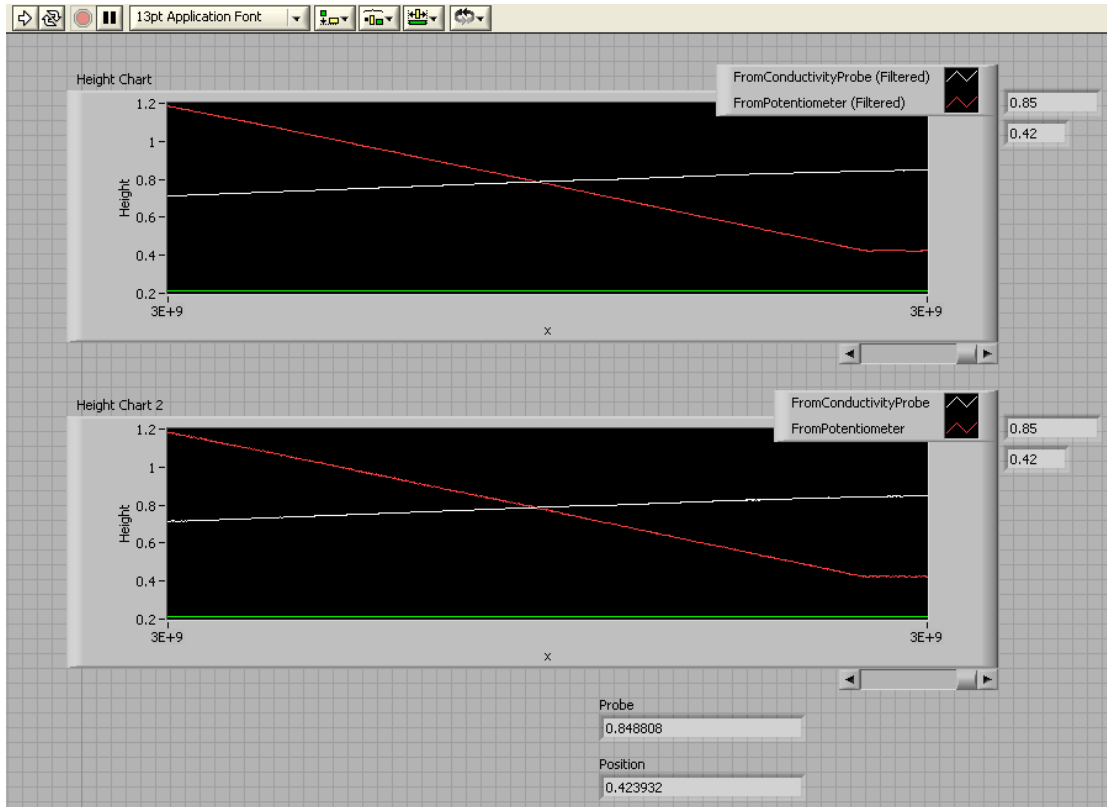 13pt Application Font
Height Chart
FromConductivityProbe (Filtered)
FromPotentiometer (Filtered)
0.85
0.42
1.2
1
0.8
0.6
0.4
0.2
Height
3E+9
3E+9
x
Height Chart 2
FromConductivityProbe
FromPotentiometer
0.85
0.42
1.2
1
0.8
0.6
0.4
0.2
Height
3E+9
3E+9
x
Probe
0.848808
Position
0.423932